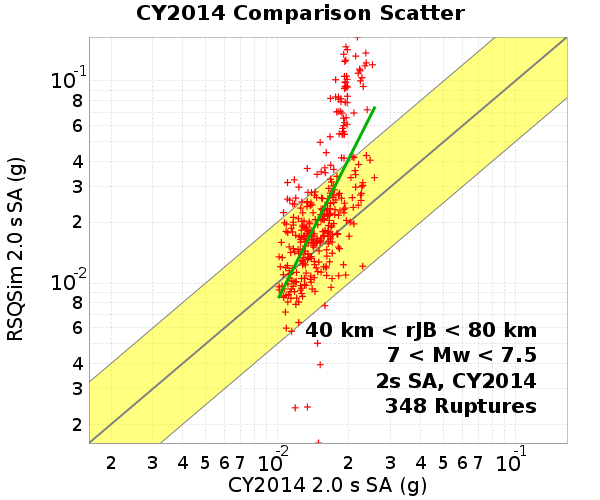 CY2014 Comparison Scatter
RSQSim 2.0 s SA (g)
10-1
8
6
4
3
2
10-2
8
6
4
3
2
40 km < rJB < 80 km
7 < Mw < 7.5
2s SA, CY2014
348 Ruptures
2 3 4 5 6 7 10-2 2 3 4 5 6 7 10-1
CY2014 2.0 s SA (g)